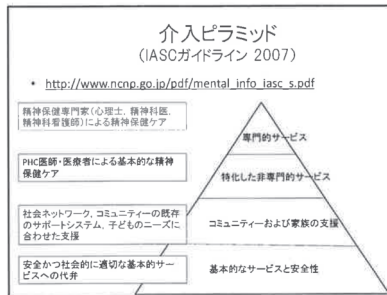 介入ピラミッド
(IASCガイドライン 2007)
• http://www.ncnp.go.jp/pdf/mental_info_iasc_s.pdf
精神保健専門家(心理士, 精神科医,
精神科看護師)による精神保健ケア
専門的サービス
PHC医師・医療者による基本的な精神
保健ケア
特化した非専門的サービス
社会ネットワーク, コミュニティーの既存
のサポートシステム, 子どものニーズに
合わせた支援
コミュニティーおよび家族の支援
安全かつ社会的に適切な基本的サー
ビスへの代弁
基本的なサービスと安全性